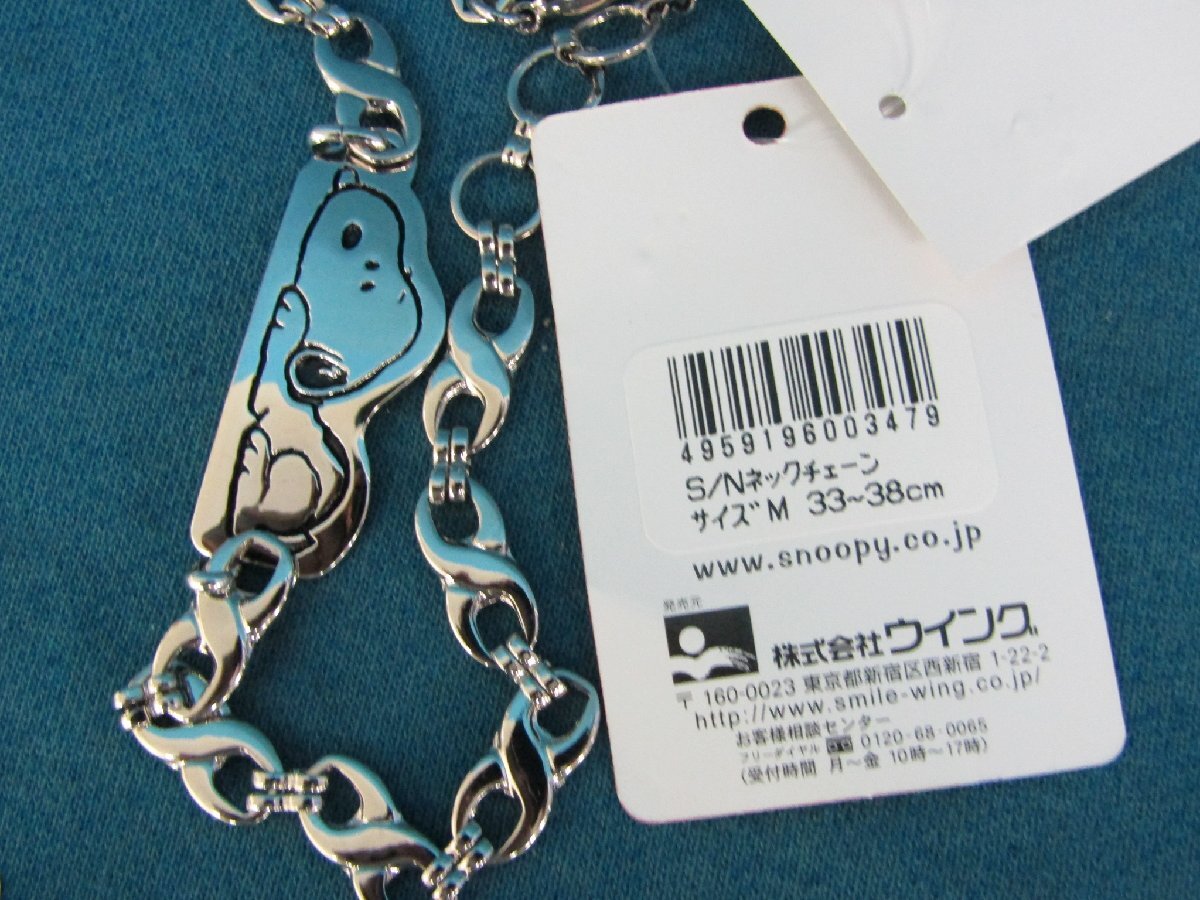 4959196003479
S/Nネックチェーン
サイズM 33~38cm
www.snoopy.co.jp
発売元
株式会社ウイング
〒160-0023 東京都新宿区西新宿 1-22-2
http://www.smile-wing.co.jp/
お客様相談センター
フリーダイヤル 0120-68-0065
(受付時間 月~金 10時~17時)